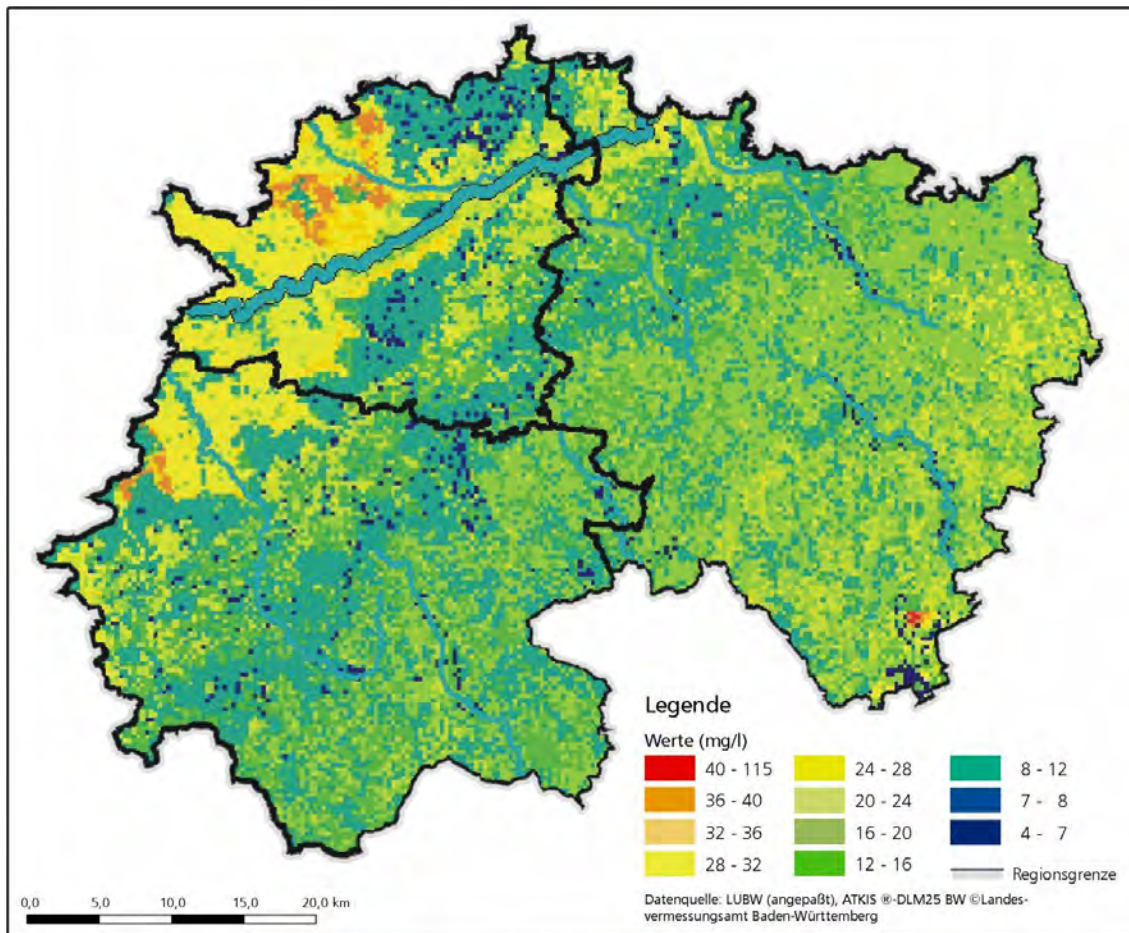 Legende
Werte (mg/l)
40 - 115
36 - 40
32 - 36
28 - 32
24 - 28
20 - 24
16 - 20
12 - 16
8 - 12
7 - 8
4 - 7
Regionsgrenze
Datenquelle: LUBW (angepaßt), ATKIS ®-DLM25 BW ©Landes-
vermessungsamt Baden-Württemberg
0,0 5,0 10,0 15,0 20,0 km